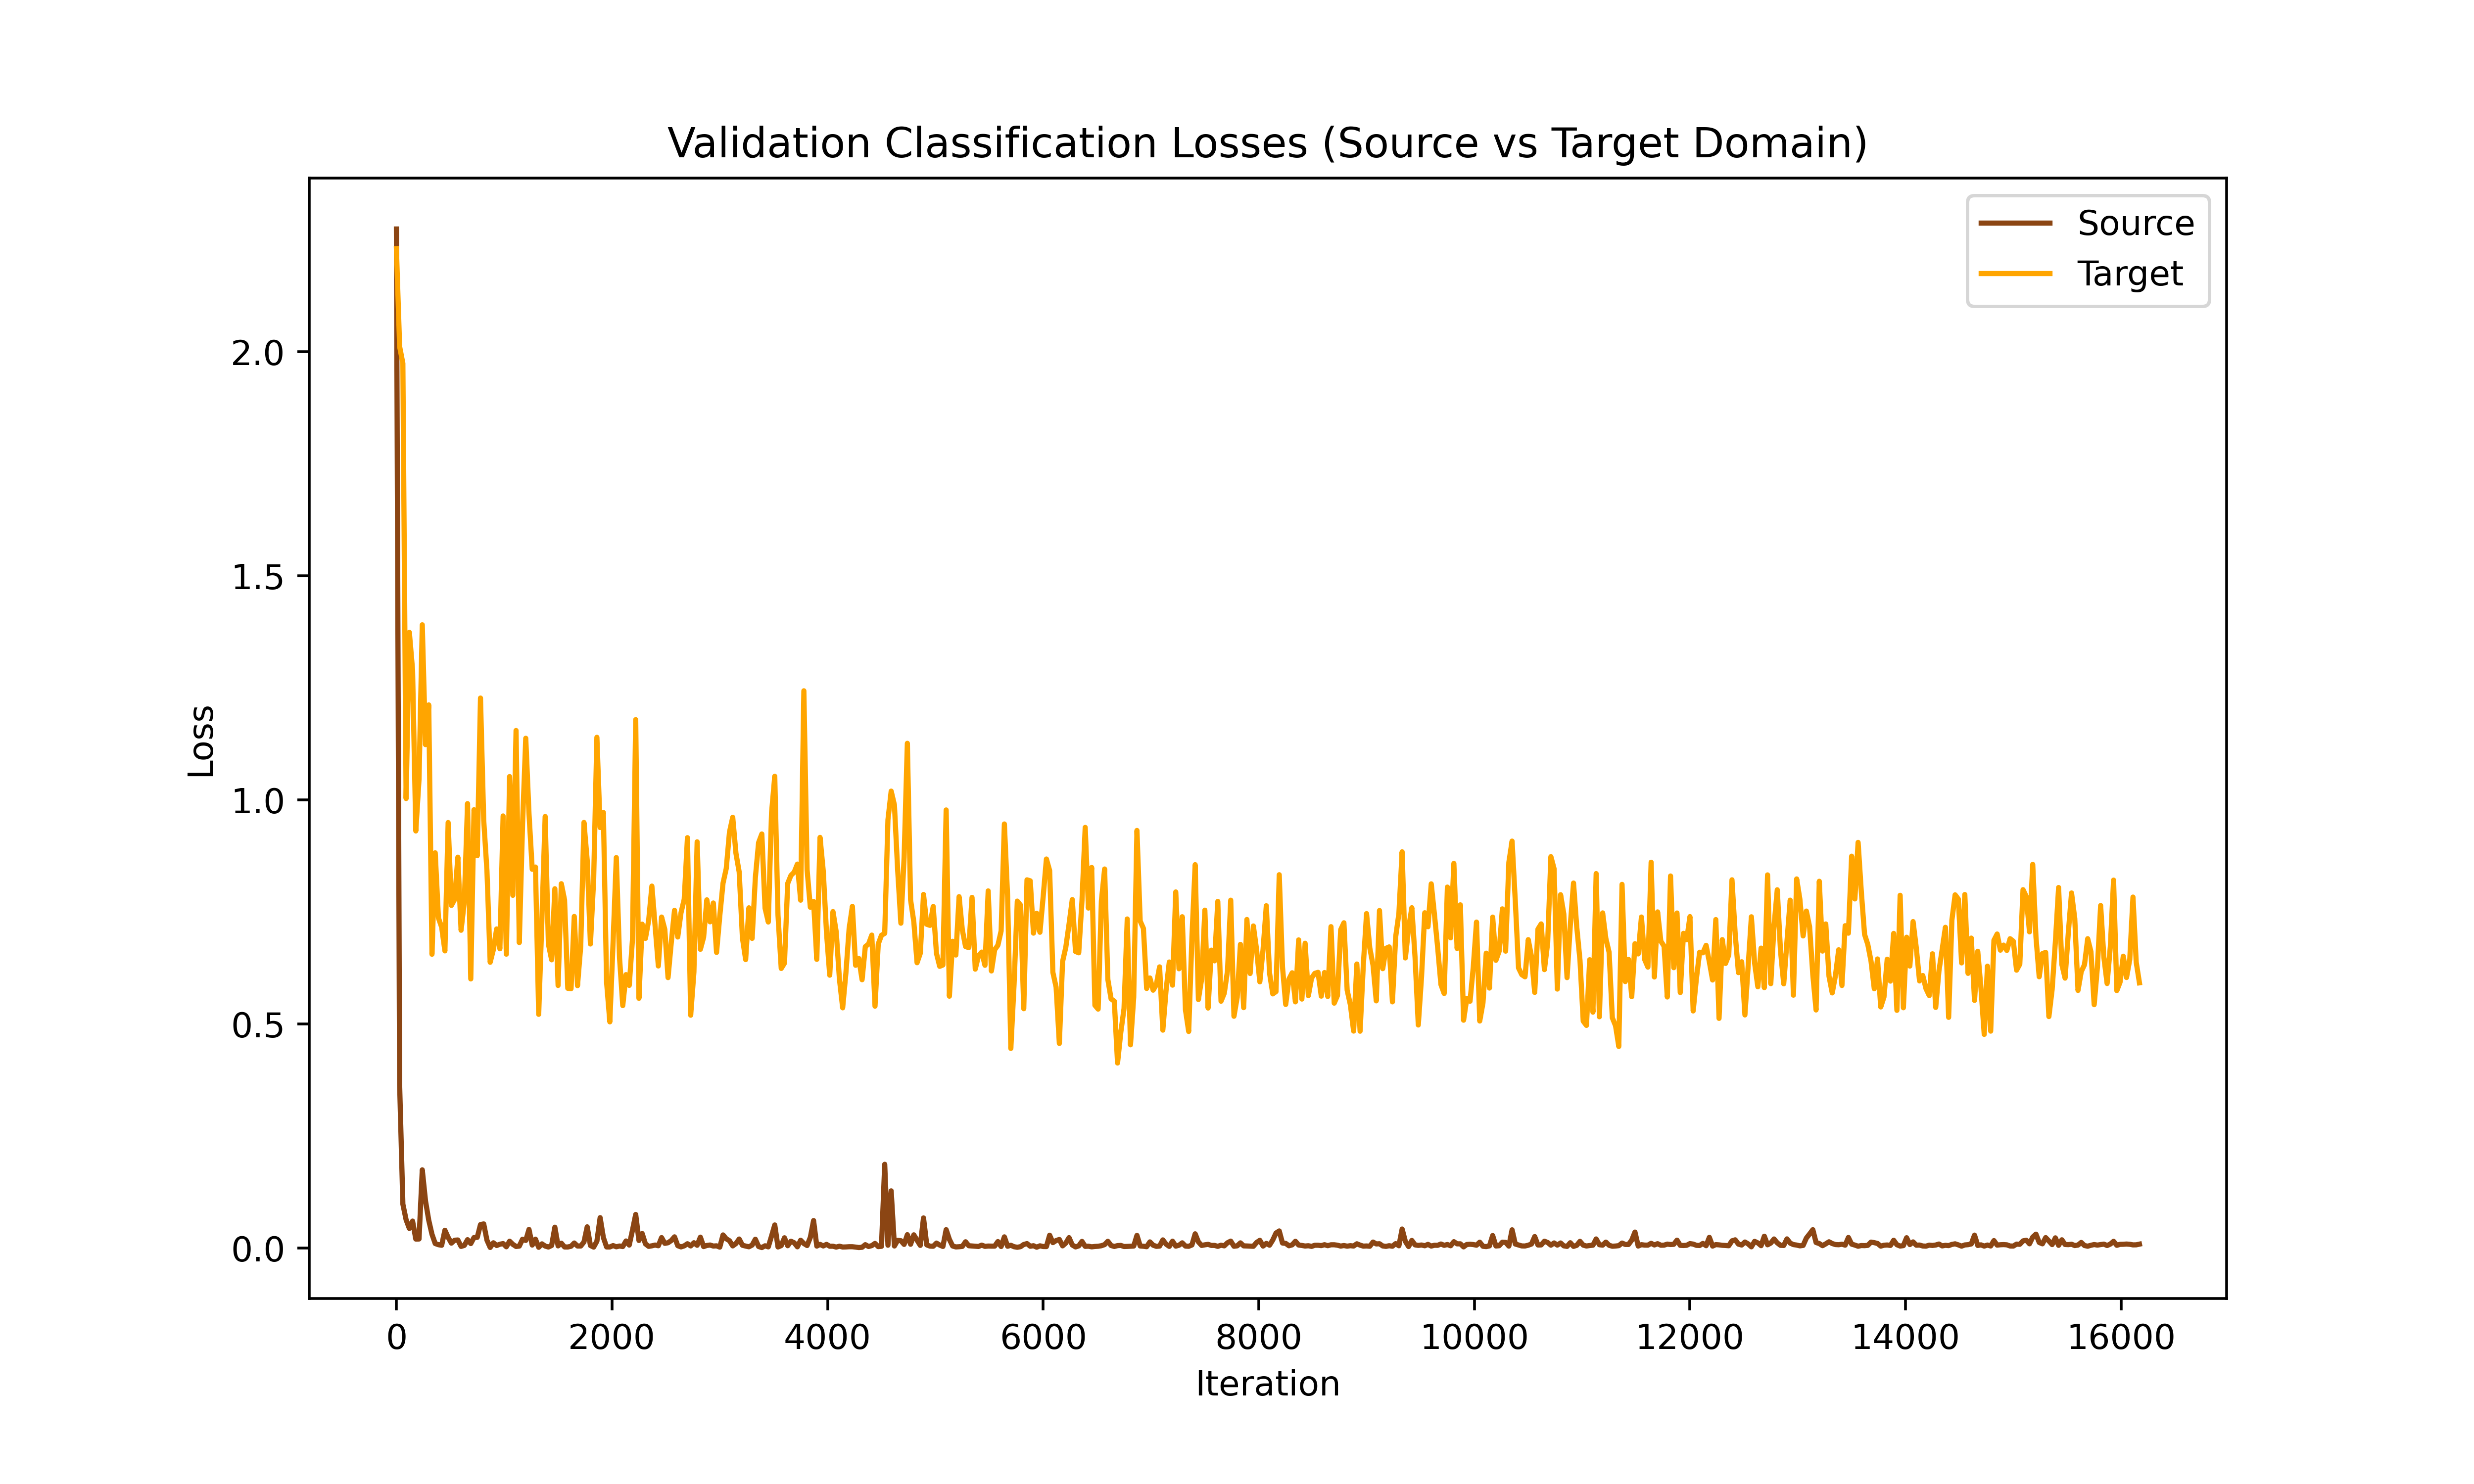 Validation Classification Losses (Source vs Target Domain)
Source
Target
2.0
1.5
1.0
0.5
0.0
Loss
0 2000 4000 6000 8000 10000 12000 14000 16000
Iteration